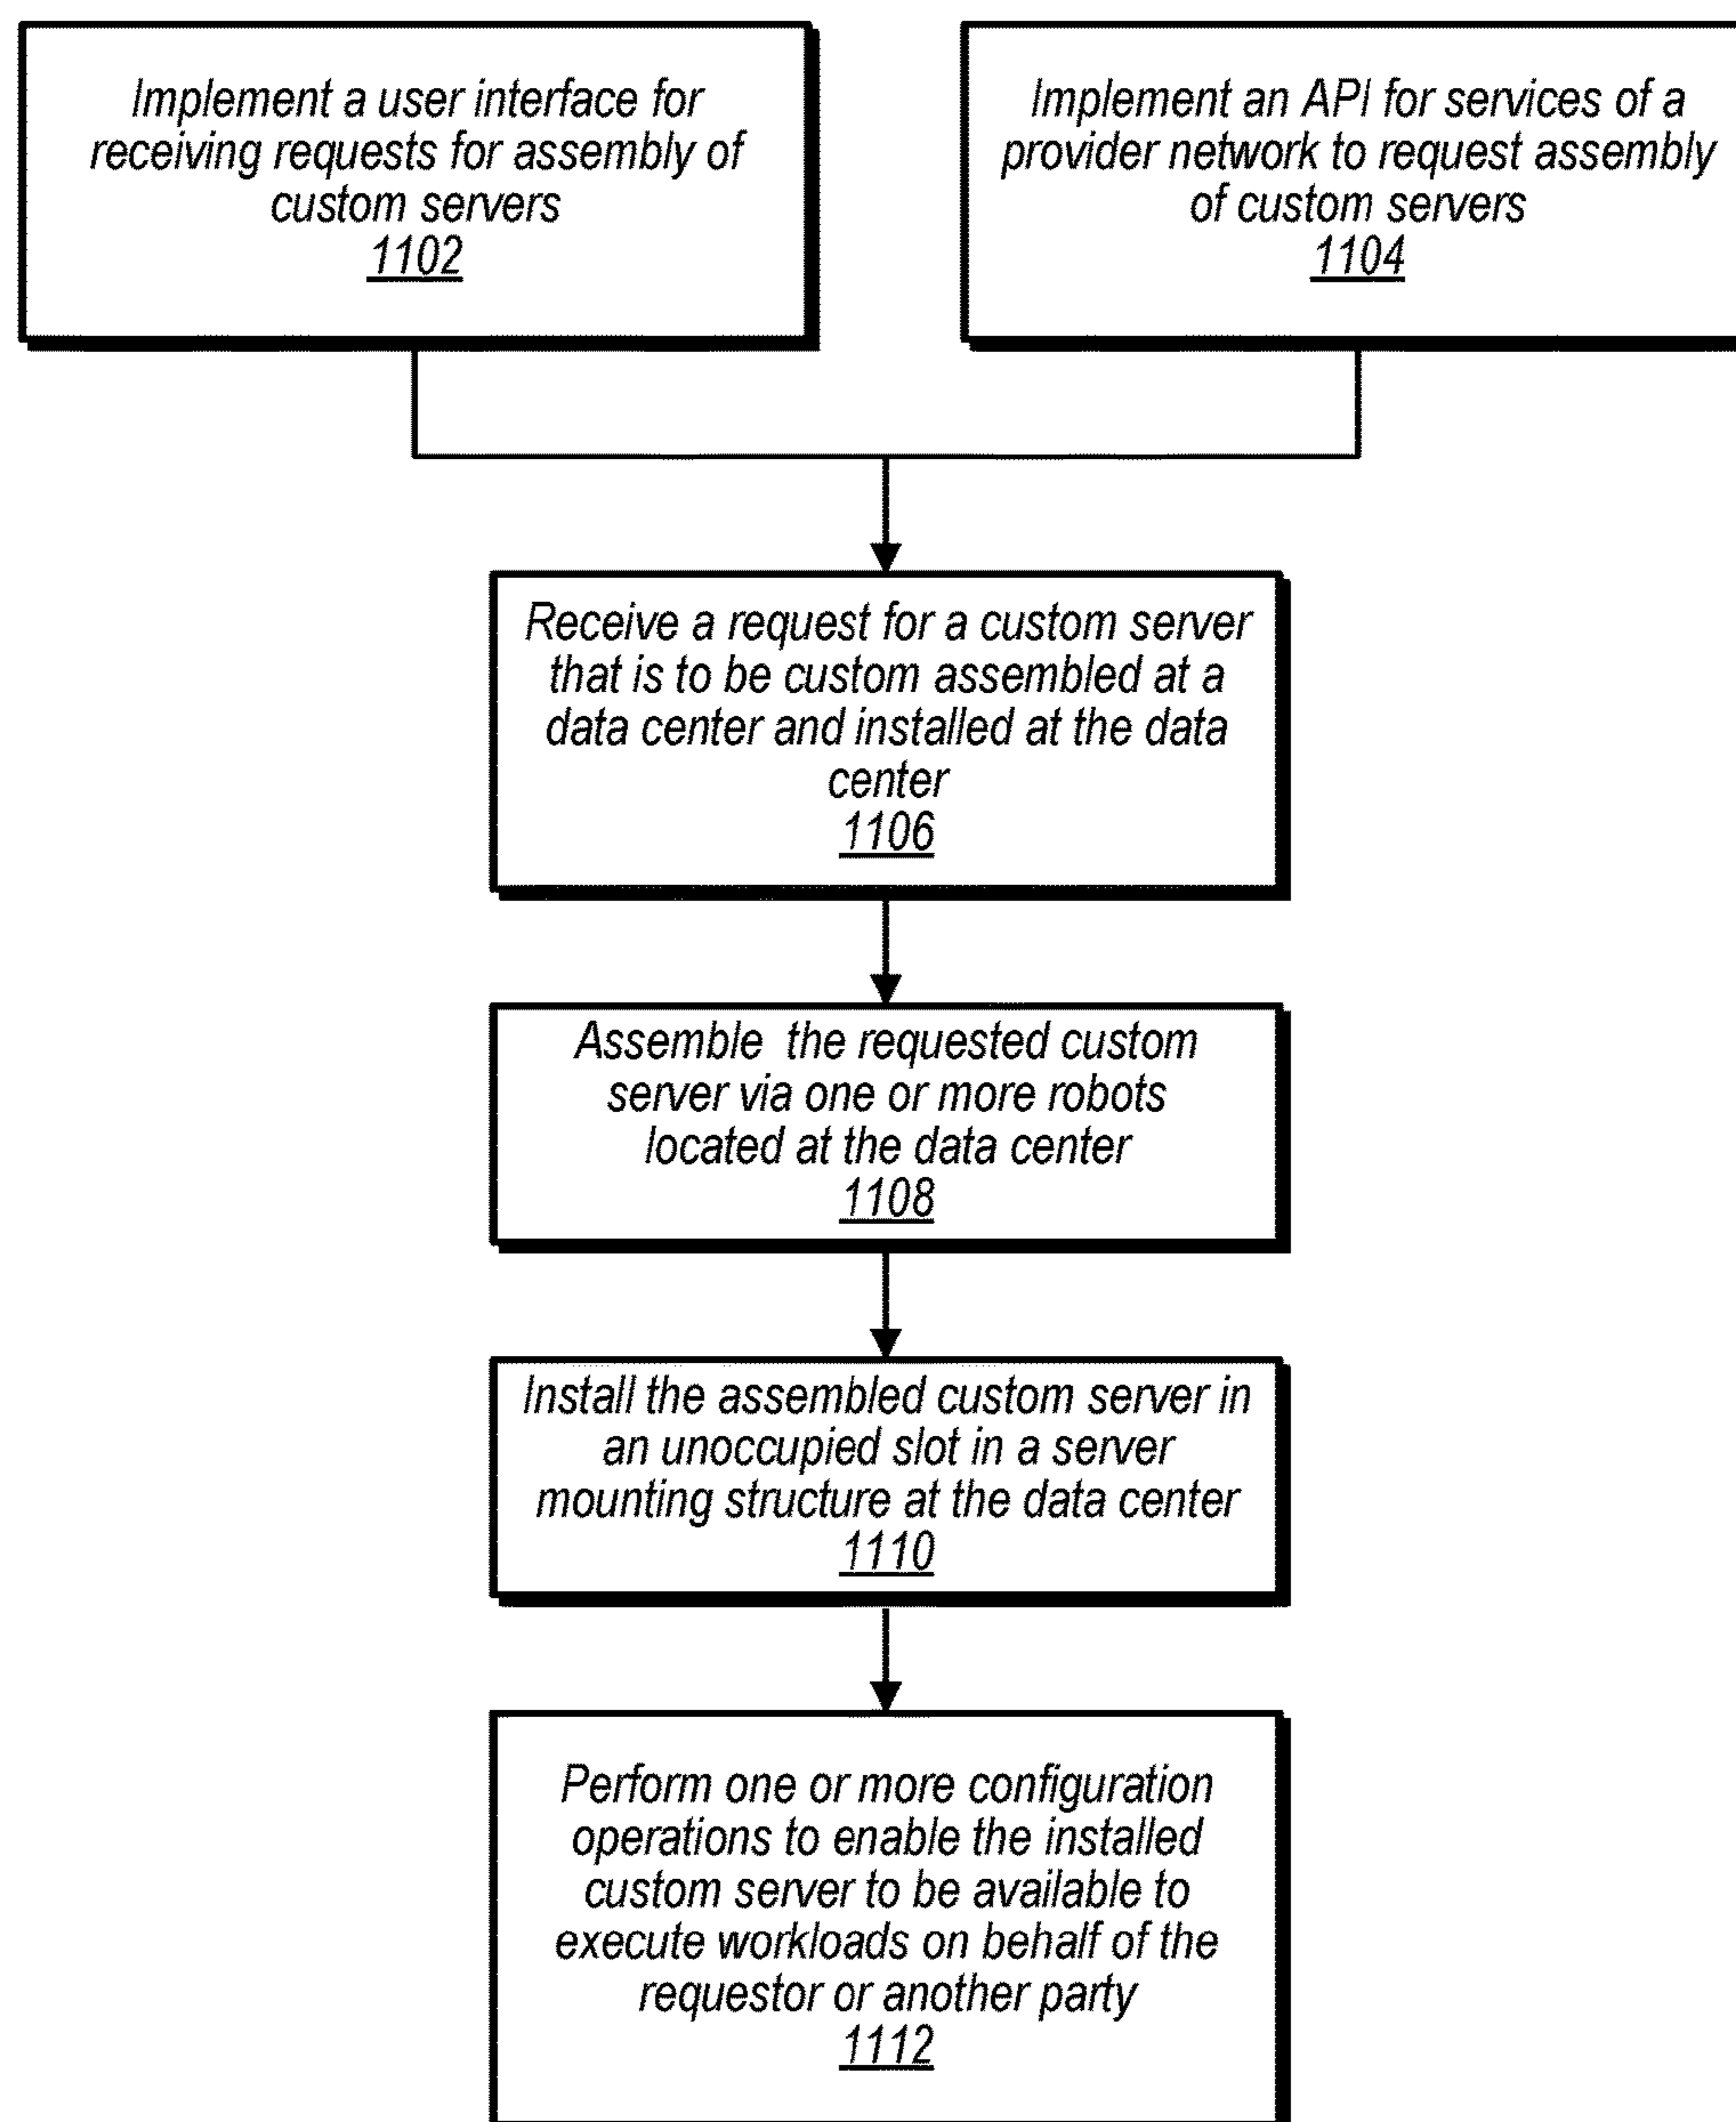 Implement a user interface for
receiving requests for assembly of
custom servers
1102
Implement an API for services of a
provider network to request assembly
of custom servers
1104
Receive a request for a custom server
that is to be custom assembled at a
data center and installed at the data
center
1106
Assemble the requested custom
server via one or more robots
located at the data center
1108
Install the assembled custom server in
an unoccupied slot in a server
mounting structure at the data center
1110
Perform one or more configuration
operations to enable the installed
custom server to be available to
execute workloads on behalf of the
requestor or another party
1112